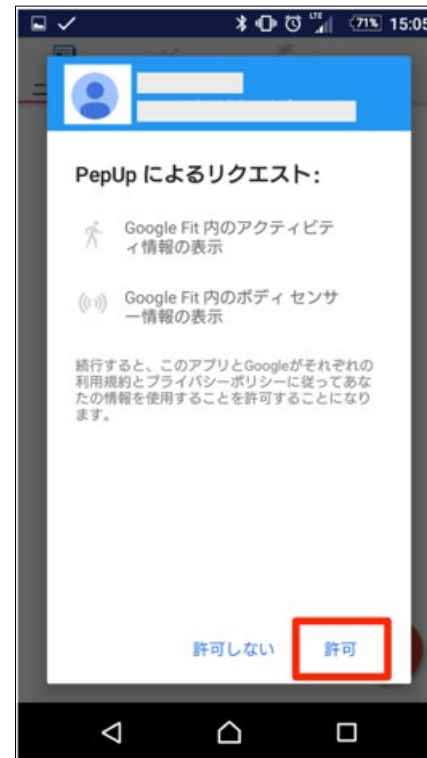 LTE 71% 15:05
PepUp によるリクエスト:
Google Fit 内のアクティビテ
ィ情報の表示
Google Fit 内のボディ センサ
ー情報の表示
続行すると、このアプリとGoogleがそれぞれの
利用規約とプライバシーポリシーに従ってあな
たの情報を使用することを許可することになり
ます。
許可しない 許可